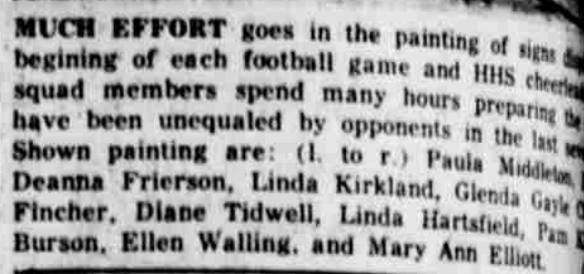 MUCH EFFORT goes in the painting of signs
begining of each football game and HHS
squad members spend many hours preparing
have been unequaled by opponents in the last
Shown painting are: (l. to r.) Paula Middleton,
Deanna Frierson, Linda Kirkland, Glenda Gayle
Fincher, Diane Tidwell, Linda Hartsfield, Pam
Burson, Ellen Walling, and Mary Ann Elliott.